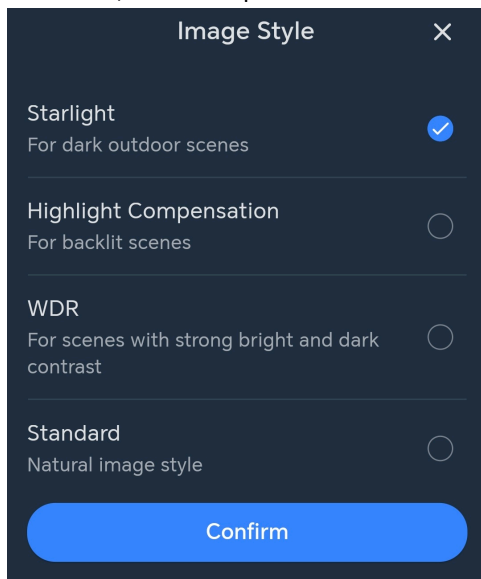 Image Style
Starlight
For dark outdoor scenes
Highlight Compensation
For backlit scenes
WDR
For scenes with strong bright and dark
contrast
Standard
Natural image style
Confirm